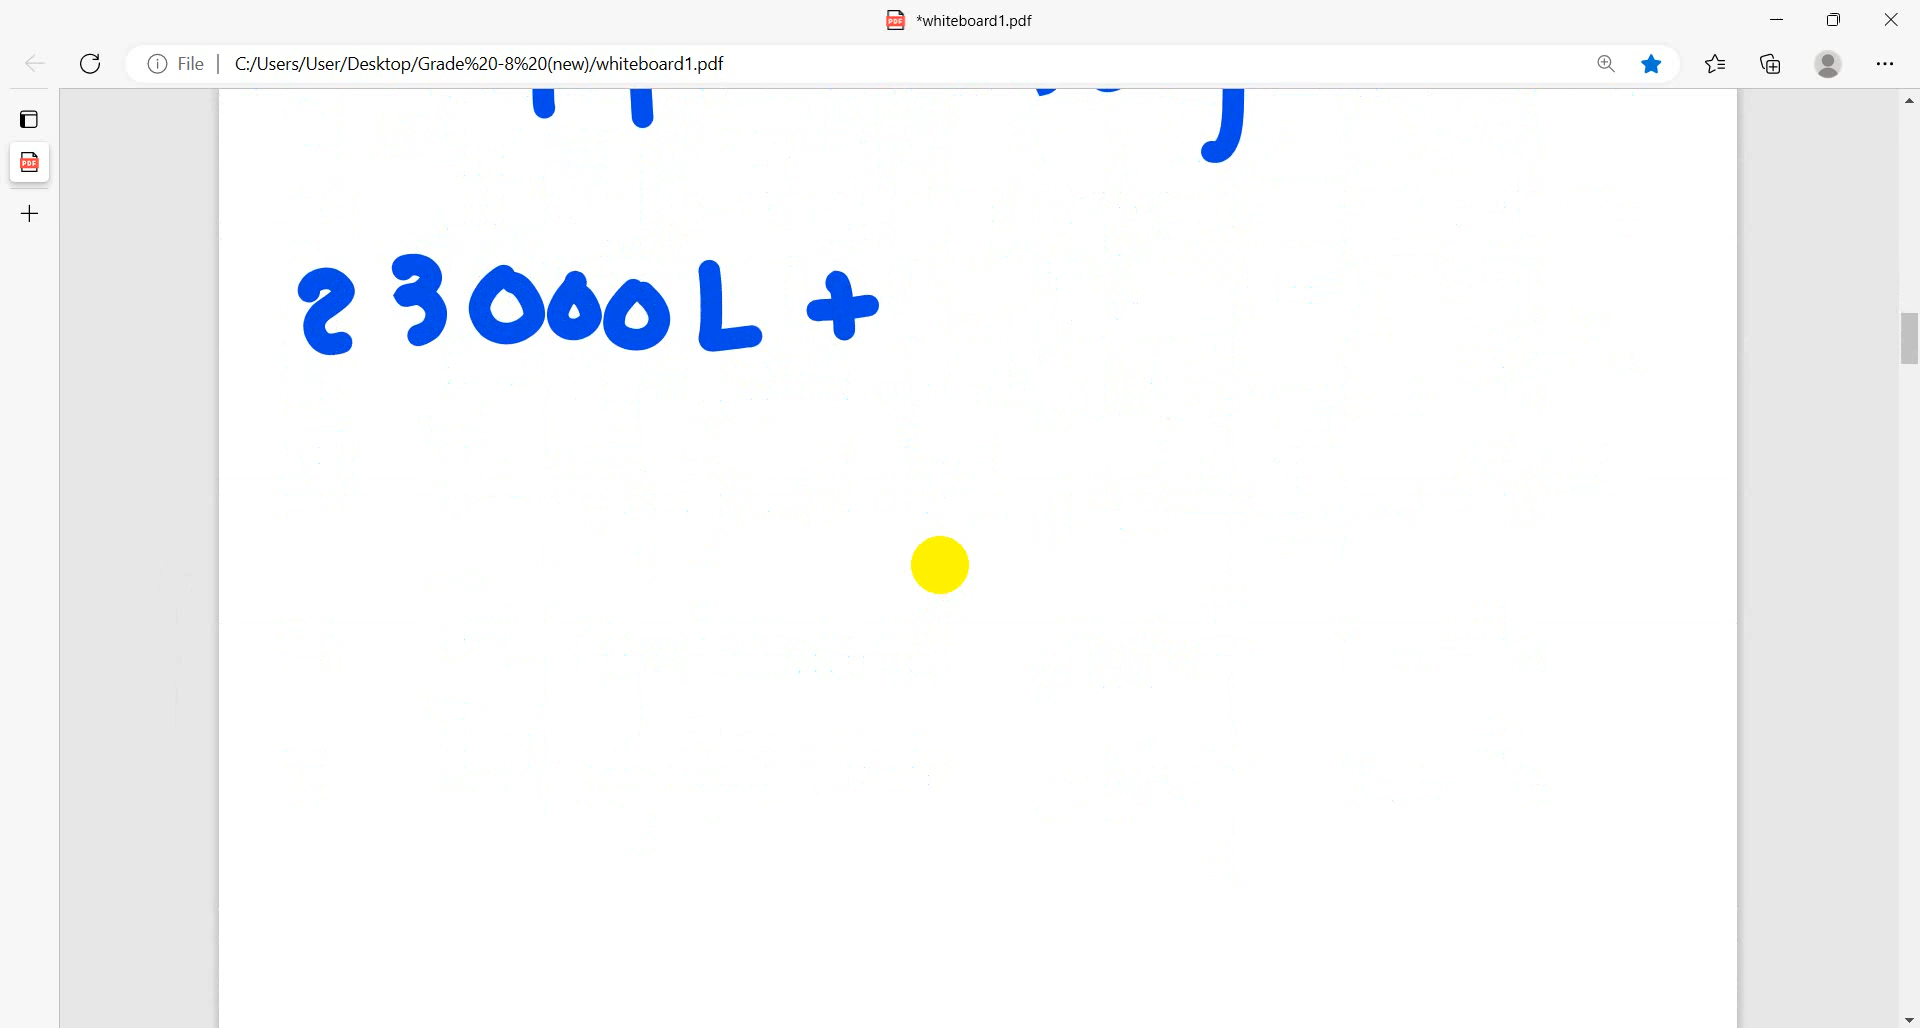 *whiteboard1.pdf
File | C:/Users/User/Desktop/Grade%20-8%20(new)/whiteboard1.pdf
23000L +